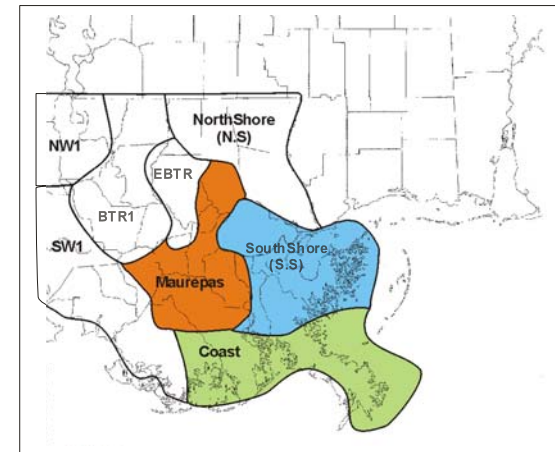 NorthShore
(N.S)
NW1
EBTR
BTR1
SW1
SouthShore
(S.S)
Maurepas
Coast